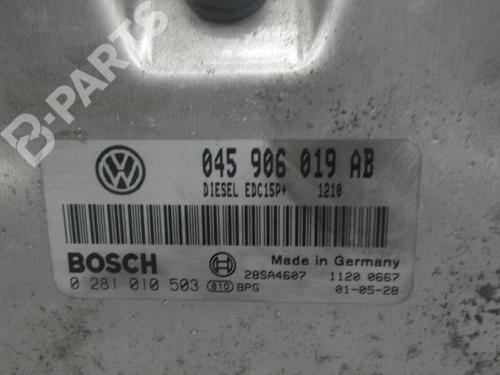 B-PARTS
045 906 019 AB
DIESEL EDC15P+ 1210
BOSCH
Made in Germany
28SA4607 1120 0667
0 281 010 503 810 BPG 01-05-28